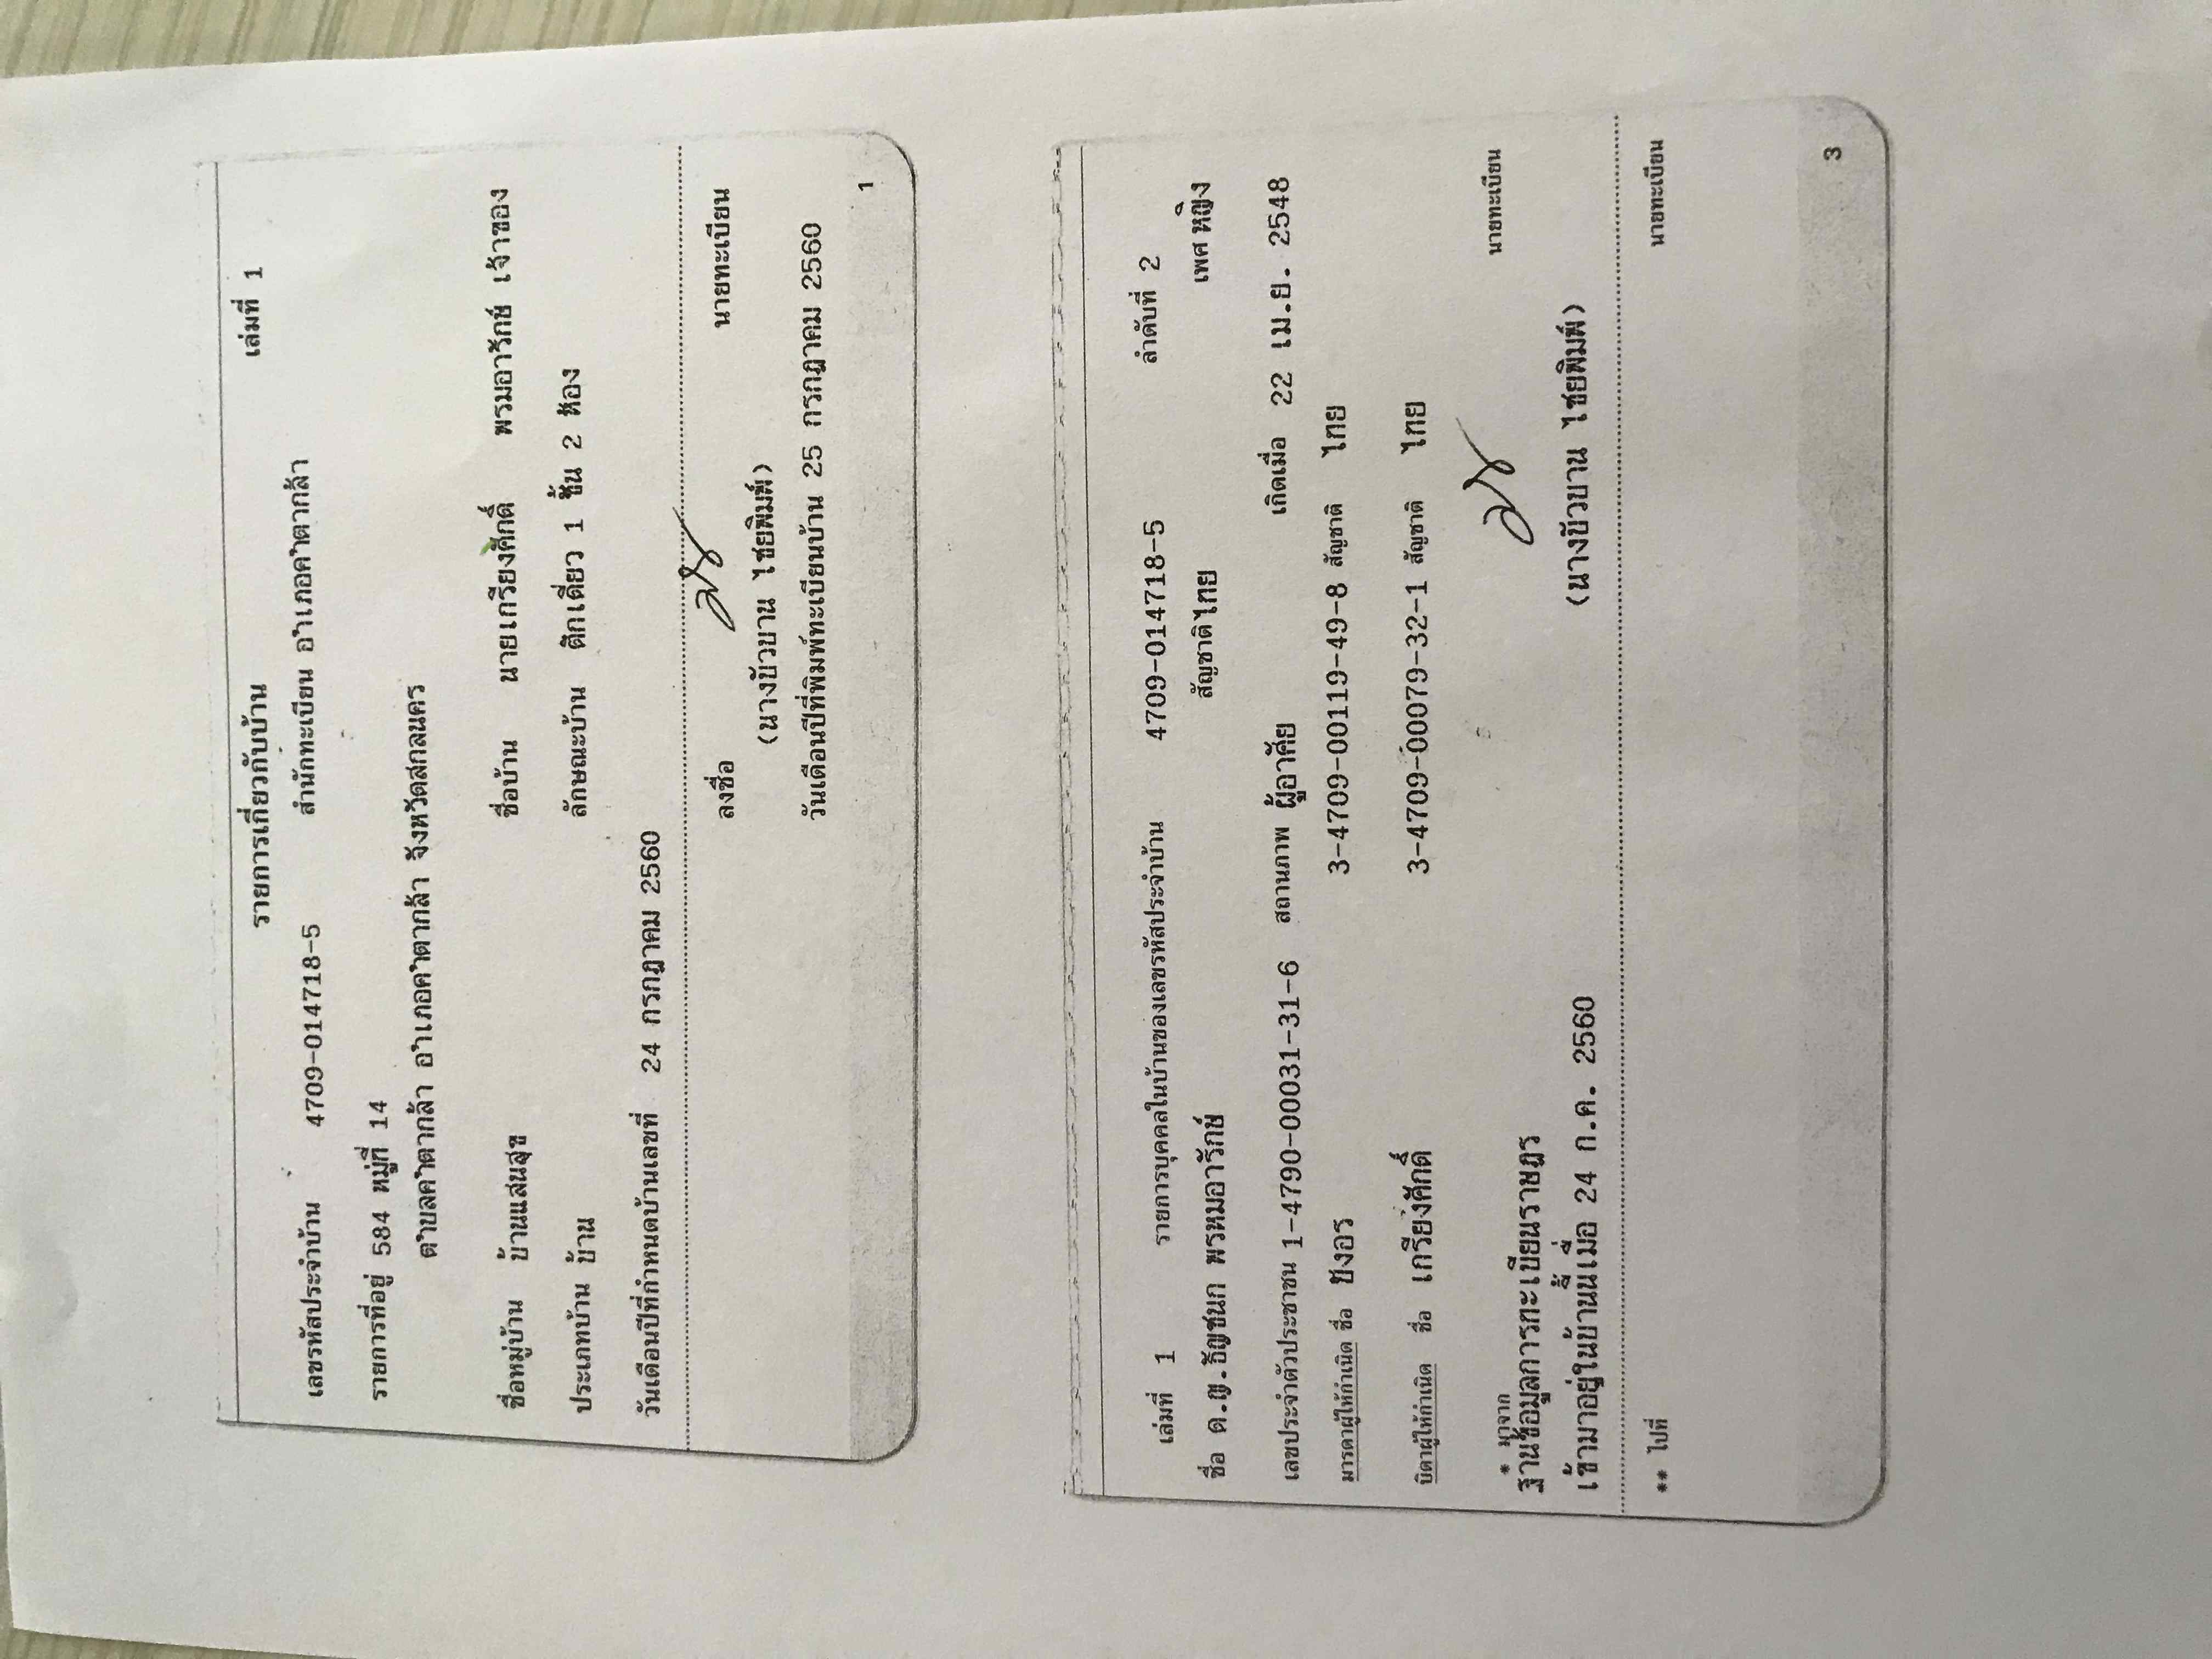 รายการเกี่ยวกับบ้าน เล่มที่ 1
เลขรหัสประจำบ้าน 4709-014718-5 สำนักทะเบียน อำเภอคำตากล้า
รายการที่อยู่ 584 หมู่ที่ 14
ตำบลคำตากล้า อำเภอคำตากล้า จังหวัดสกลนคร
ชื่อหมู่บ้าน บ้านแสนสุข ชื่อบ้าน นายเกรียงศักดิ์ พรมอารักษ์ เจ้าของ
ประเภทบ้าน บ้าน ลักษณะบ้าน ตึกเดี่ยว 1 ชั้น 2 ห้อง
วันเดือนปีที่กำหนดบ้านเลขที่ 24 กรกฎาคม 2560
ลงชื่อ นายทะเบียน
(นางบัวบาน ไชยพิมพ์)
วันเดือนปีที่พิมพ์ทะเบียนบ้าน 25 กรกฎาคม 2560
1
เล่มที่ 1 รายการบุคคลในบ้านของเลขรหัสประจำบ้าน 4709-014718-5 ลำดับที่ 2
ชื่อ ด.ญ.ธัญชนก พรหมอารักษ์ สัญชาติไทย เพศ หญิง
เลขประจำตัวประชาชน 1-4790-00031-31-6 สถานภาพ ผู้อาศัย เกิดเมื่อ 22 เม.ย. 2548
มารดาผู้ให้กำเนิด ชื่อ บังอร 3-4709-00119-49-8 สัญชาติ ไทย
บิดาผู้ให้กำเนิด ชื่อ เกรียงศักดิ์ 3-4709-00079-32-1 สัญชาติ ไทย
* มาจาก
ฐานข้อมูลการทะเบียนราษฎร นายทะเบียน
เข้ามาอยู่ในบ้านนี้เมื่อ 24 ก.ค. 2560 (นางบัวบาน ไชยพิมพ์)
** ไปที่ นายทะเบียน
3